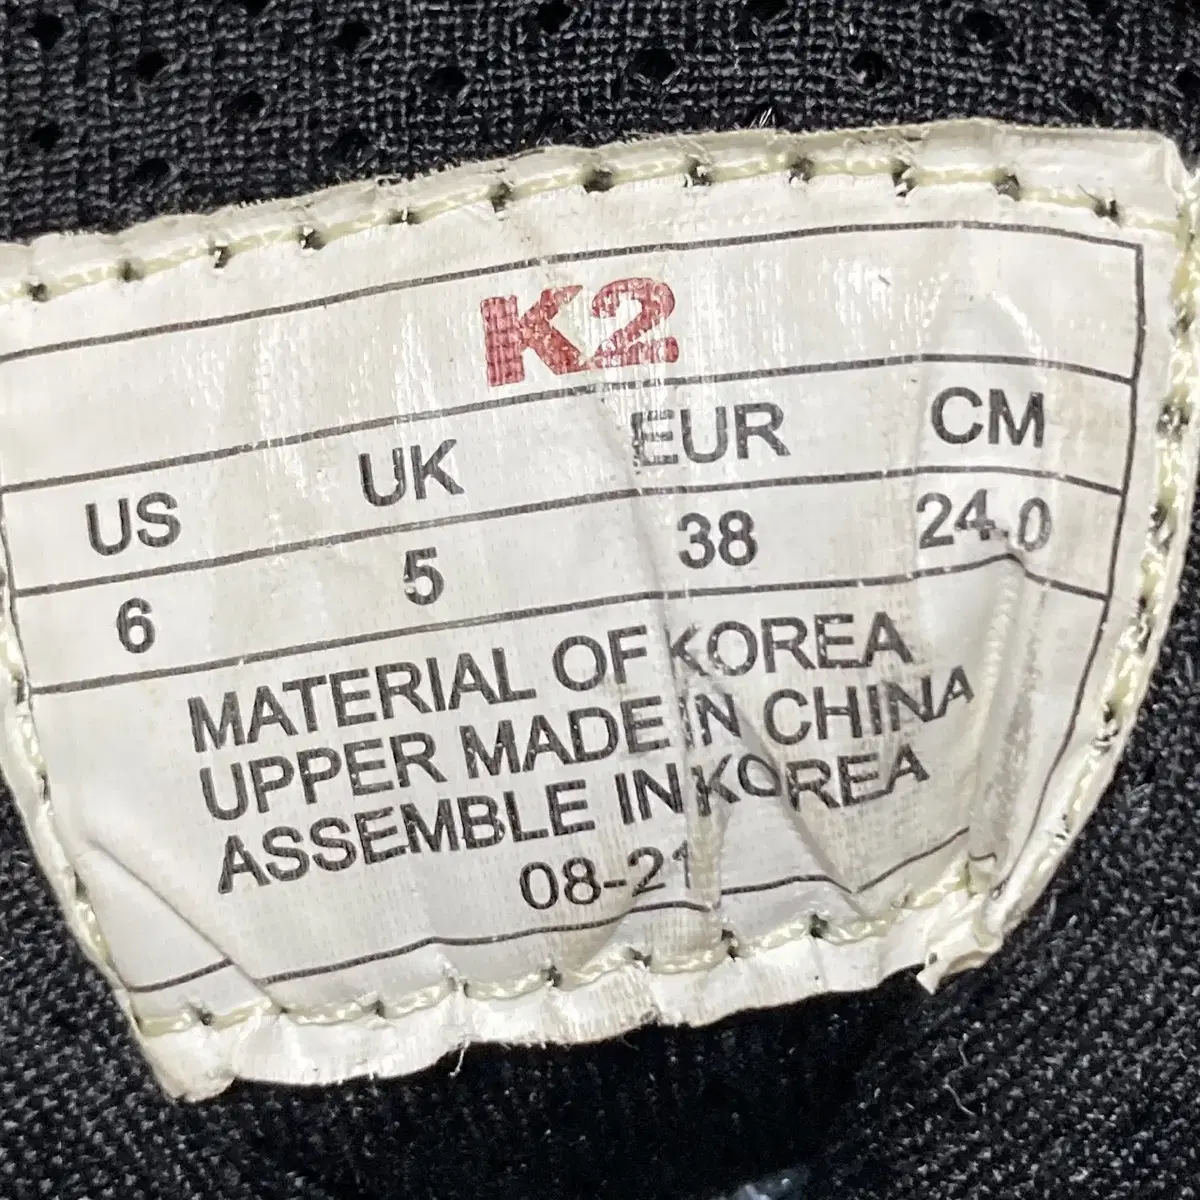 K2
US UK EUR CM
6 5 38 24.0
MATERIAL OF KOREA
UPPER MADE IN CHINA
ASSEMBLE IN KOREA
08-21